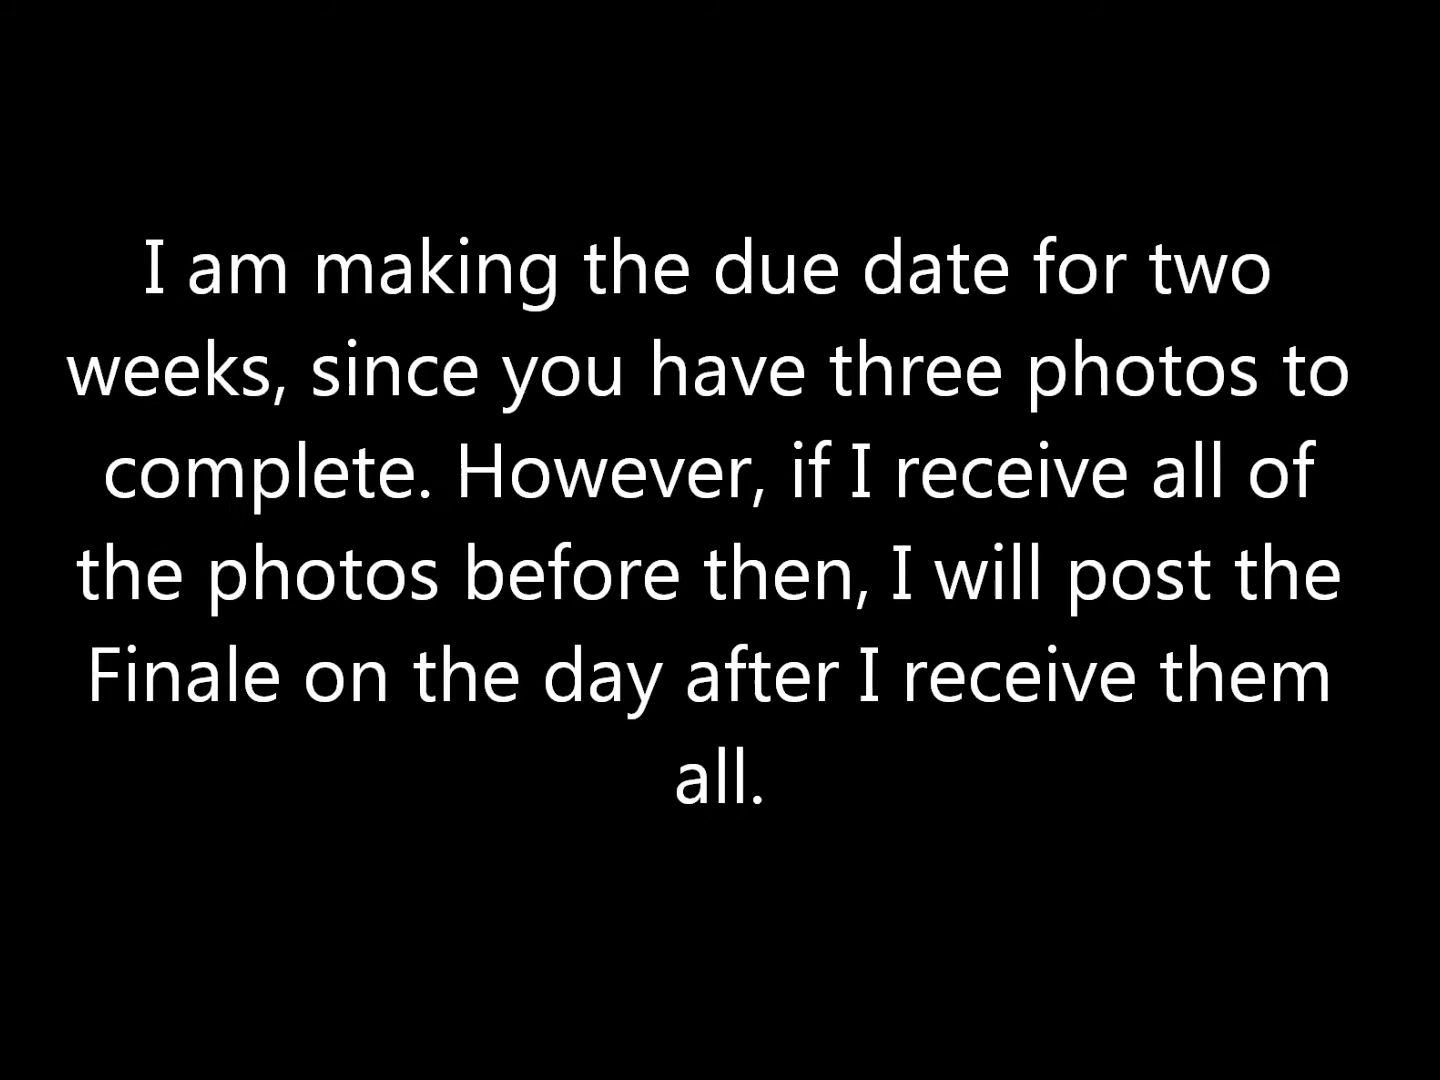 I am making the due date for two
weeks, since you have three photos to
complete. However, if I receive all of
the photos before then, I will post the
Finale on the day after I receive them
all.